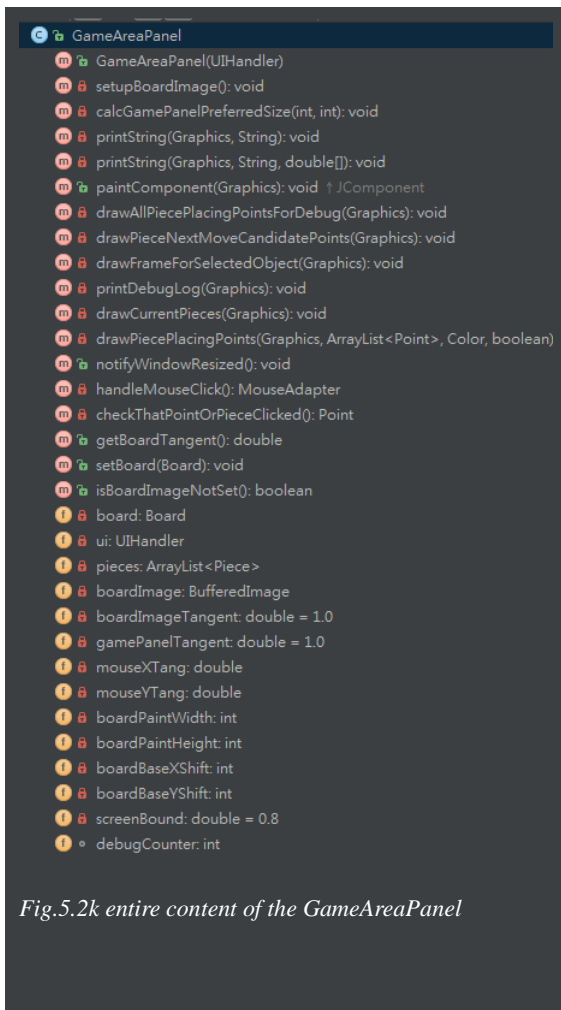 GameAreaPanel
GameAreaPanel(UIHandler)
setupBoardImage(): void
calcGamePanelPreferredSize(int, int): void
printString(Graphics, String): void
printString(Graphics, String, double[]): void
paintComponent(Graphics): void ↑JComponent
drawAllPiecePlacingPointsForDebug(Graphics): void
drawPieceNextMoveCandidatePoints(Graphics): void
drawFrameForSelectedObject(Graphics): void
printDebugLog(Graphics): void
drawCurrentPieces(Graphics): void
drawPiecePlacingPoints(Graphics, ArrayList<Point>, Color, boolean)
notifyWindowResized(): void
handleMouseClick(): MouseAdapter
checkThatPointOrPieceClicked(): Point
getBoardTangent(): double
setBoard(Board): void
isBoardImageNotSet(): boolean
board: Board
ui: UIHandler
pieces: ArrayList<Piece>
boardImage: BufferedImage
boardImageTangent: double = 1.0
gamePanelTangent: double = 1.0
mouseXTang: double
mouseYTang: double
boardPaintWidth: int
boardPaintHeight: int
boardBaseXShift: int
boardBaseYShift: int
screenBound: double = 0.8
debugCounter: int
Fig.5.2k entire content of the GameAreaPanel